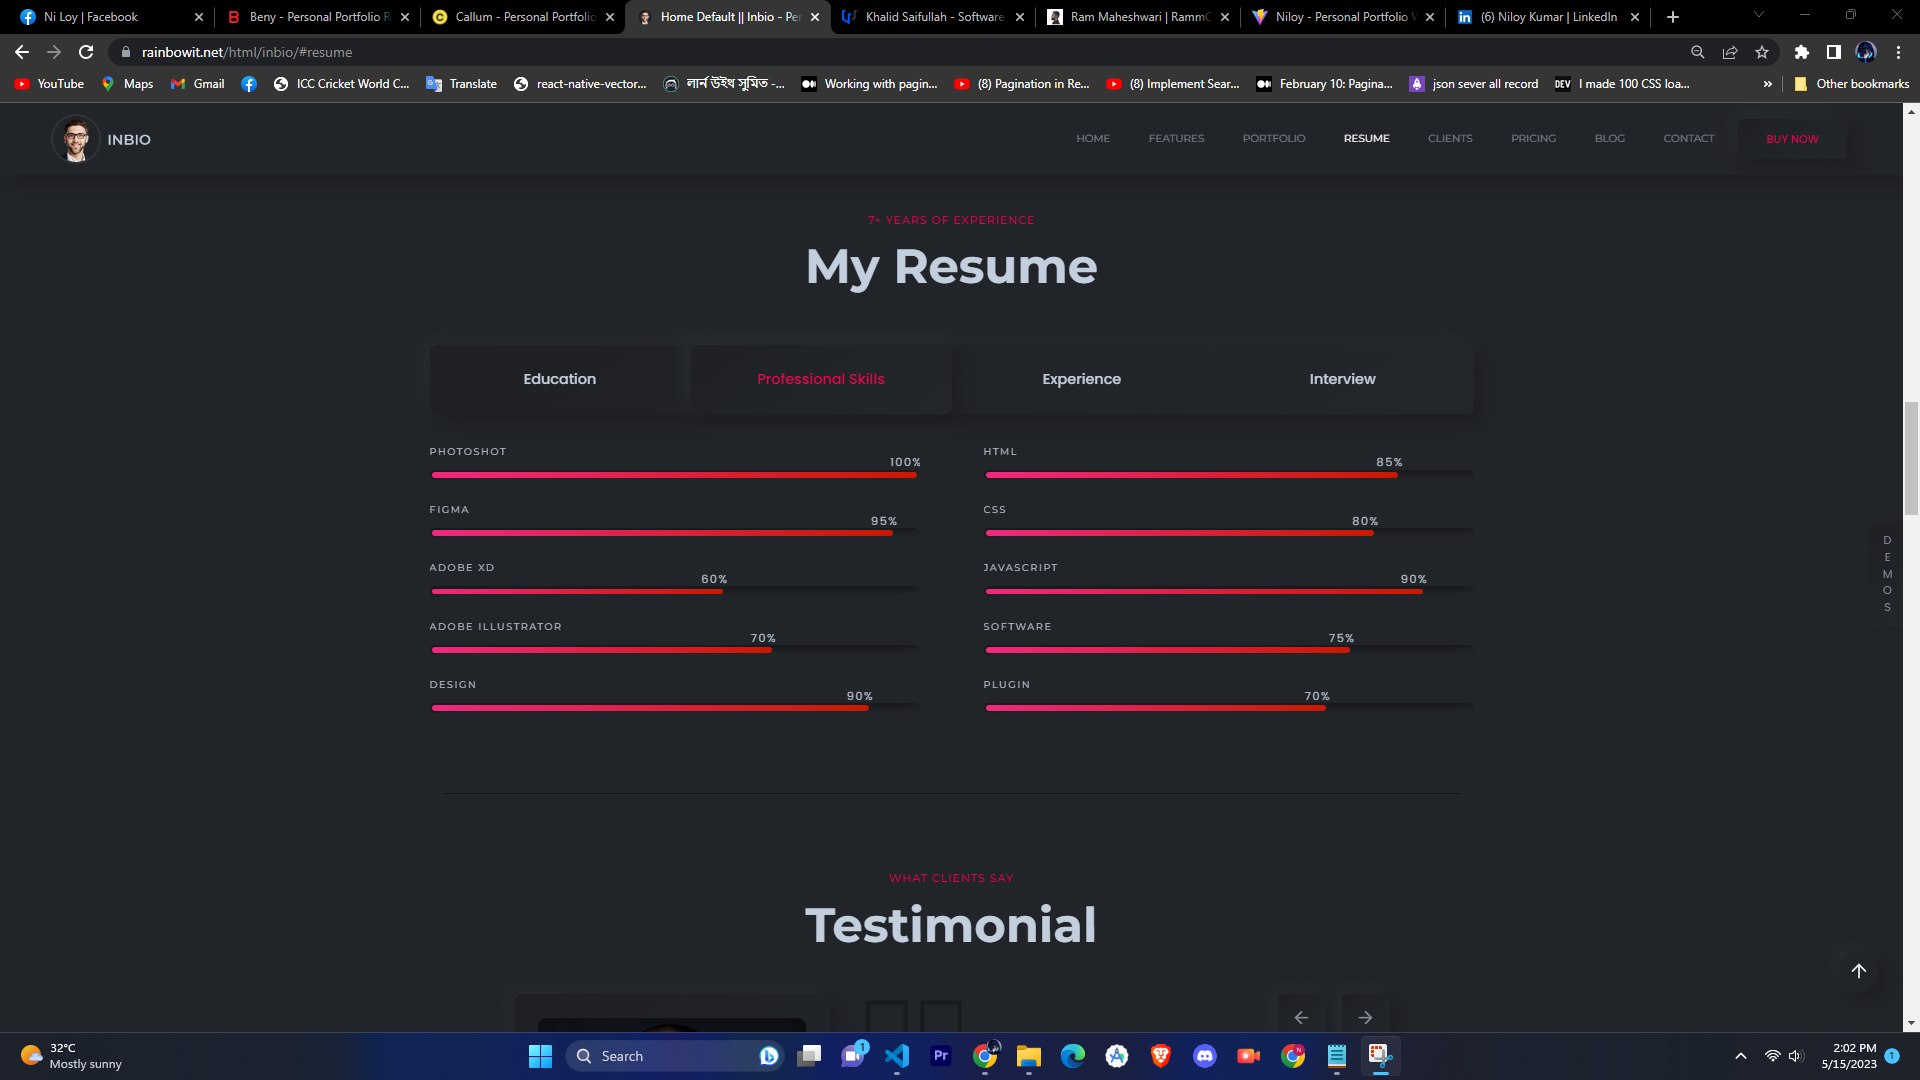 Ni Loy | Facebook
Beny - Personal Portfolio R
Callum - Personal Portfolio
Home Default || Inbio - Per
Khalid Saifullah - Software
Ram Maheshwari | RammC
Niloy - Personal Portfolio W
(6) Niloy Kumar | LinkedIn
rainbowit.net/html/inbio/#resume
YouTube
Maps
Gmail
ICC Cricket World C...
Translate
react-native-vector...
লার্ন উইথ সুমিত -...
Working with pagin...
(8) Pagination in Re...
(8) Implement Sear...
February 10: Pagina...
json sever all record
DEV
I made 100 CSS loa...
»
Other bookmarks
INBIO
HOME
FEATURES
PORTFOLIO
RESUME
CLIENTS
PRICING
BLOG
CONTACT
BUY NOW
7+ YEARS OF EXPERIENCE
My Resume
Education
Professional Skills
Experience
Interview
PHOTOSHOT
100%
FIGMA
95%
ADOBE XD
60%
ADOBE ILLUSTRATOR
70%
DESIGN
90%
HTML
85%
CSS
80%
JAVASCRIPT
90%
SOFTWARE
75%
PLUGIN
70%
DEMOS
WHAT CLIENTS SAY
Testimonial
32°C
Mostly sunny
Search
1
Pr
2:02 PM
5/15/2023
1